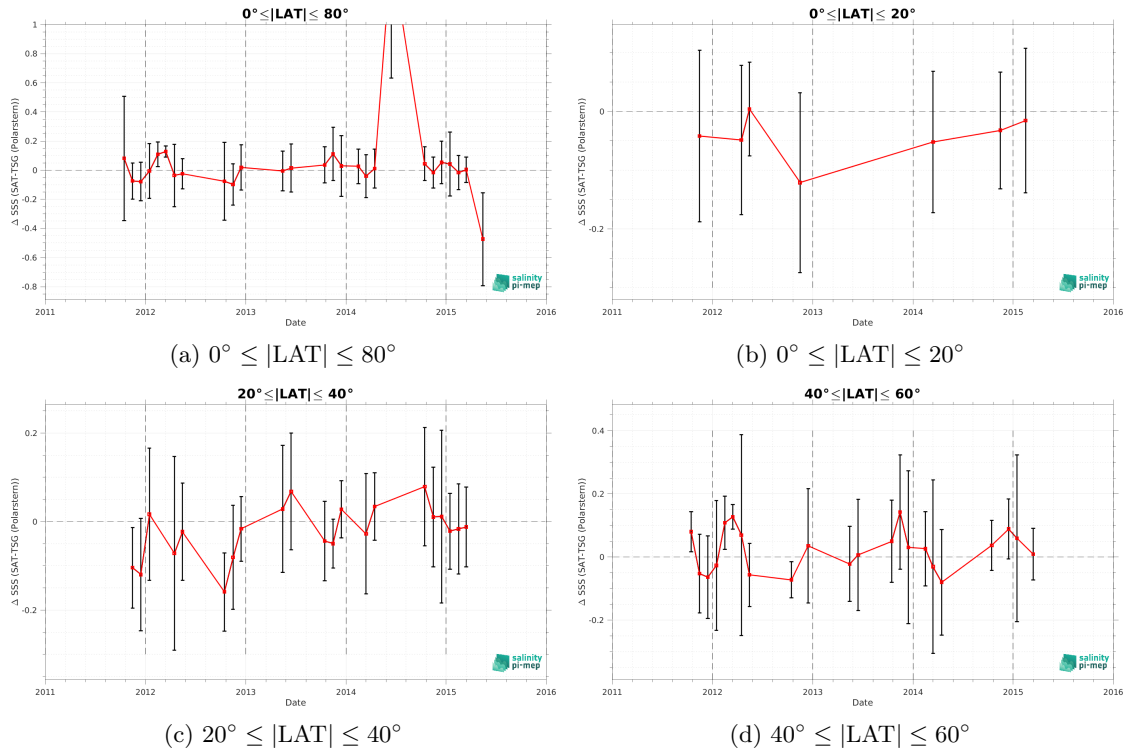 0°≤|LAT|≤ 80°
Δ SSS (SAT-TSG (Polarstern))
1
0.8
0.6
0.4
0.2
0
-0.2
-0.4
-0.6
-0.8
2011 2012 2013 2014 2015 2016
Date
salinity
pi-mep
(a) 0° ≤ |LAT| ≤ 80°
0°≤|LAT|≤ 20°
Δ SSS (SAT-TSG (Polarstern))
0
-0.2
2011 2012 2013 2014 2015 2016
Date
salinity
pi-mep
(b) 0° ≤ |LAT| ≤ 20°
20°≤|LAT|≤ 40°
Δ SSS (SAT-TSG (Polarstern))
0.2
0
-0.2
2011 2012 2013 2014 2015 2016
Date
salinity
pi-mep
(c) 20° ≤ |LAT| ≤ 40°
40°≤|LAT|≤ 60°
Δ SSS (SAT-TSG (Polarstern))
0.4
0.2
0
-0.2
2011 2012 2013 2014 2015 2016
Date
salinity
pi-mep
(d) 40° ≤ |LAT| ≤ 60°